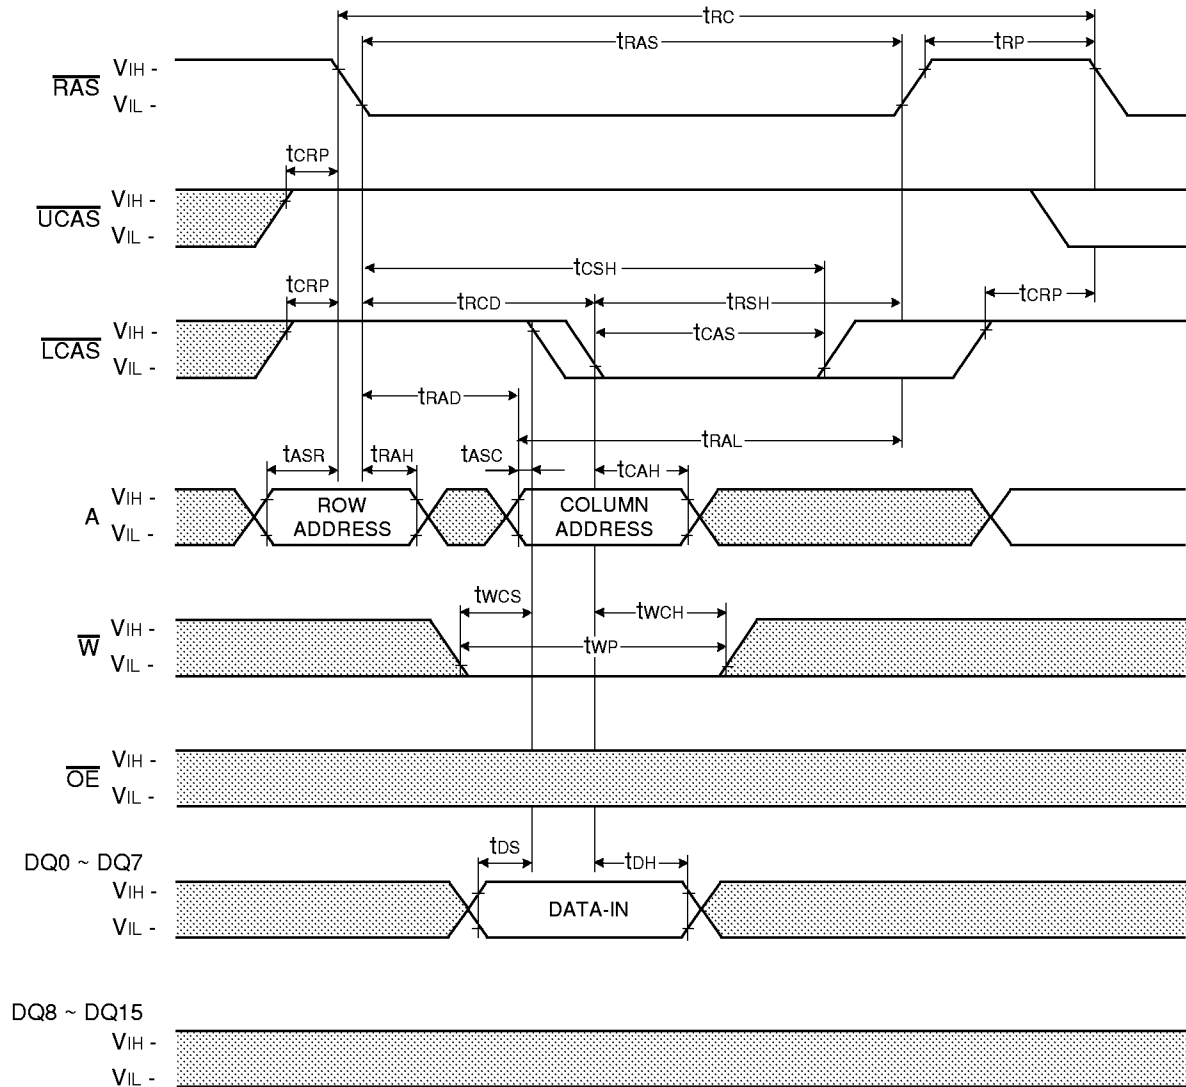 tRC
tRAS
tRP
RAS
VIH -
VIL -
tCRP
UCAS
VIH -
VIL -
tCSH
tCRP
tRCD
tRSH
tCRP
LCAS
VIH -
VIL -
tCAS
tRAD
tRAL
tASR
tRAH
tASC
tCAH
A
VIH -
VIL -
ROW
ADDRESS
COLUMN
ADDRESS
tWCS
tWCH
W
VIH -
VIL -
tWP
OE
VIH -
VIL -
DQ0 ~ DQ7
tDS
tDH
VIH -
VIL -
DATA-IN
DQ8 ~ DQ15
VIH -
VIL -